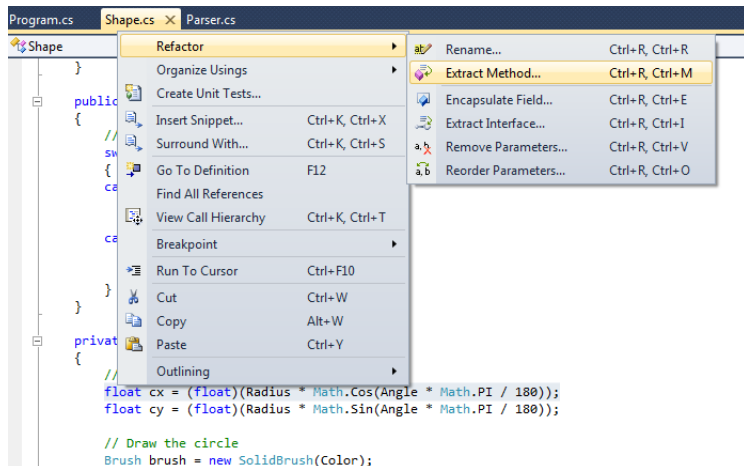 Program.cs Shape.cs Parser.cs
Shape
}
public
{
//
sw
{
ca
ca
}
}
privat
{
//
Refactor
Organize Usings
Create Unit Tests...
Insert Snippet... Ctrl+K, Ctrl+X
Surround With... Ctrl+K, Ctrl+S
Go To Definition F12
Find All References
View Call Hierarchy Ctrl+K, Ctrl+T
Breakpoint
Run To Cursor Ctrl+F10
Cut Ctrl+W
Copy Alt+W
Paste Ctrl+Y
Outlining
Rename... Ctrl+R, Ctrl+R
Extract Method... Ctrl+R, Ctrl+M
Encapsulate Field... Ctrl+R, Ctrl+E
Extract Interface... Ctrl+R, Ctrl+I
Remove Parameters... Ctrl+R, Ctrl+V
Reorder Parameters... Ctrl+R, Ctrl+O
float cx = (float)(Radius * Math.Cos(Angle * Math.PI / 180));
float cy = (float)(Radius * Math.Sin(Angle * Math.PI / 180));
// Draw the circle
Brush brush = new SolidBrush(Color);